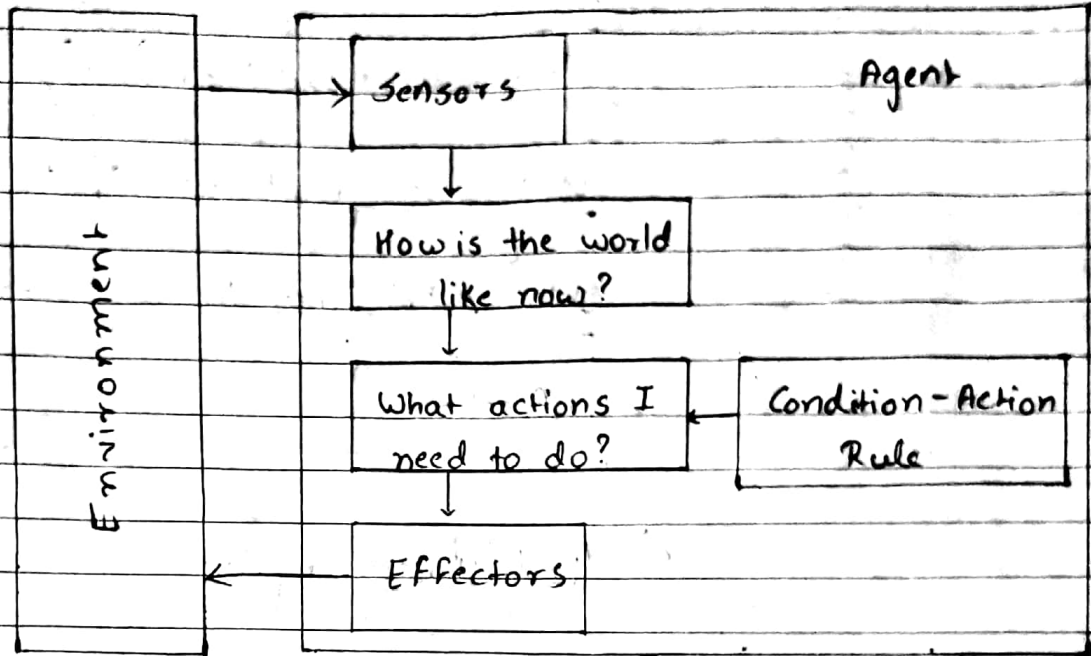 Environment
Sensors
Agent
How is the world
like now?
What actions I
need to do?
Condition-Action
Rule
Effectors